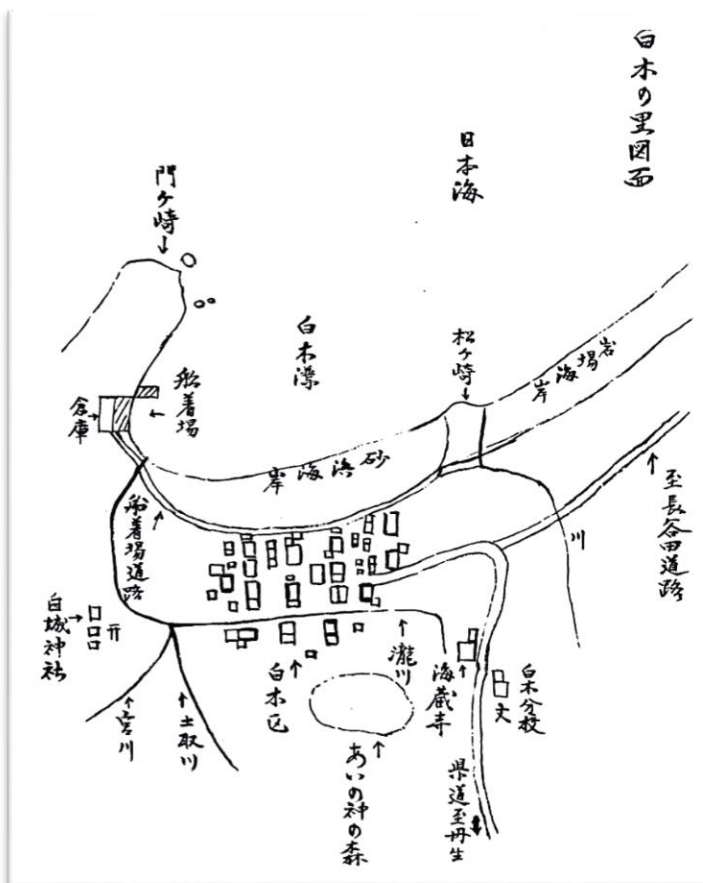 白木の里図面
日本海
門ヶ崎
白木澪
松ヶ崎
岩場海岸
船着場
倉庫
砂浜海岸
至長谷田道路
船着場道路
川
白城神社
瀧川
海蔵寺
白木分校
文
白木区
宮川
土取川
あいの神の森
県道至丹生